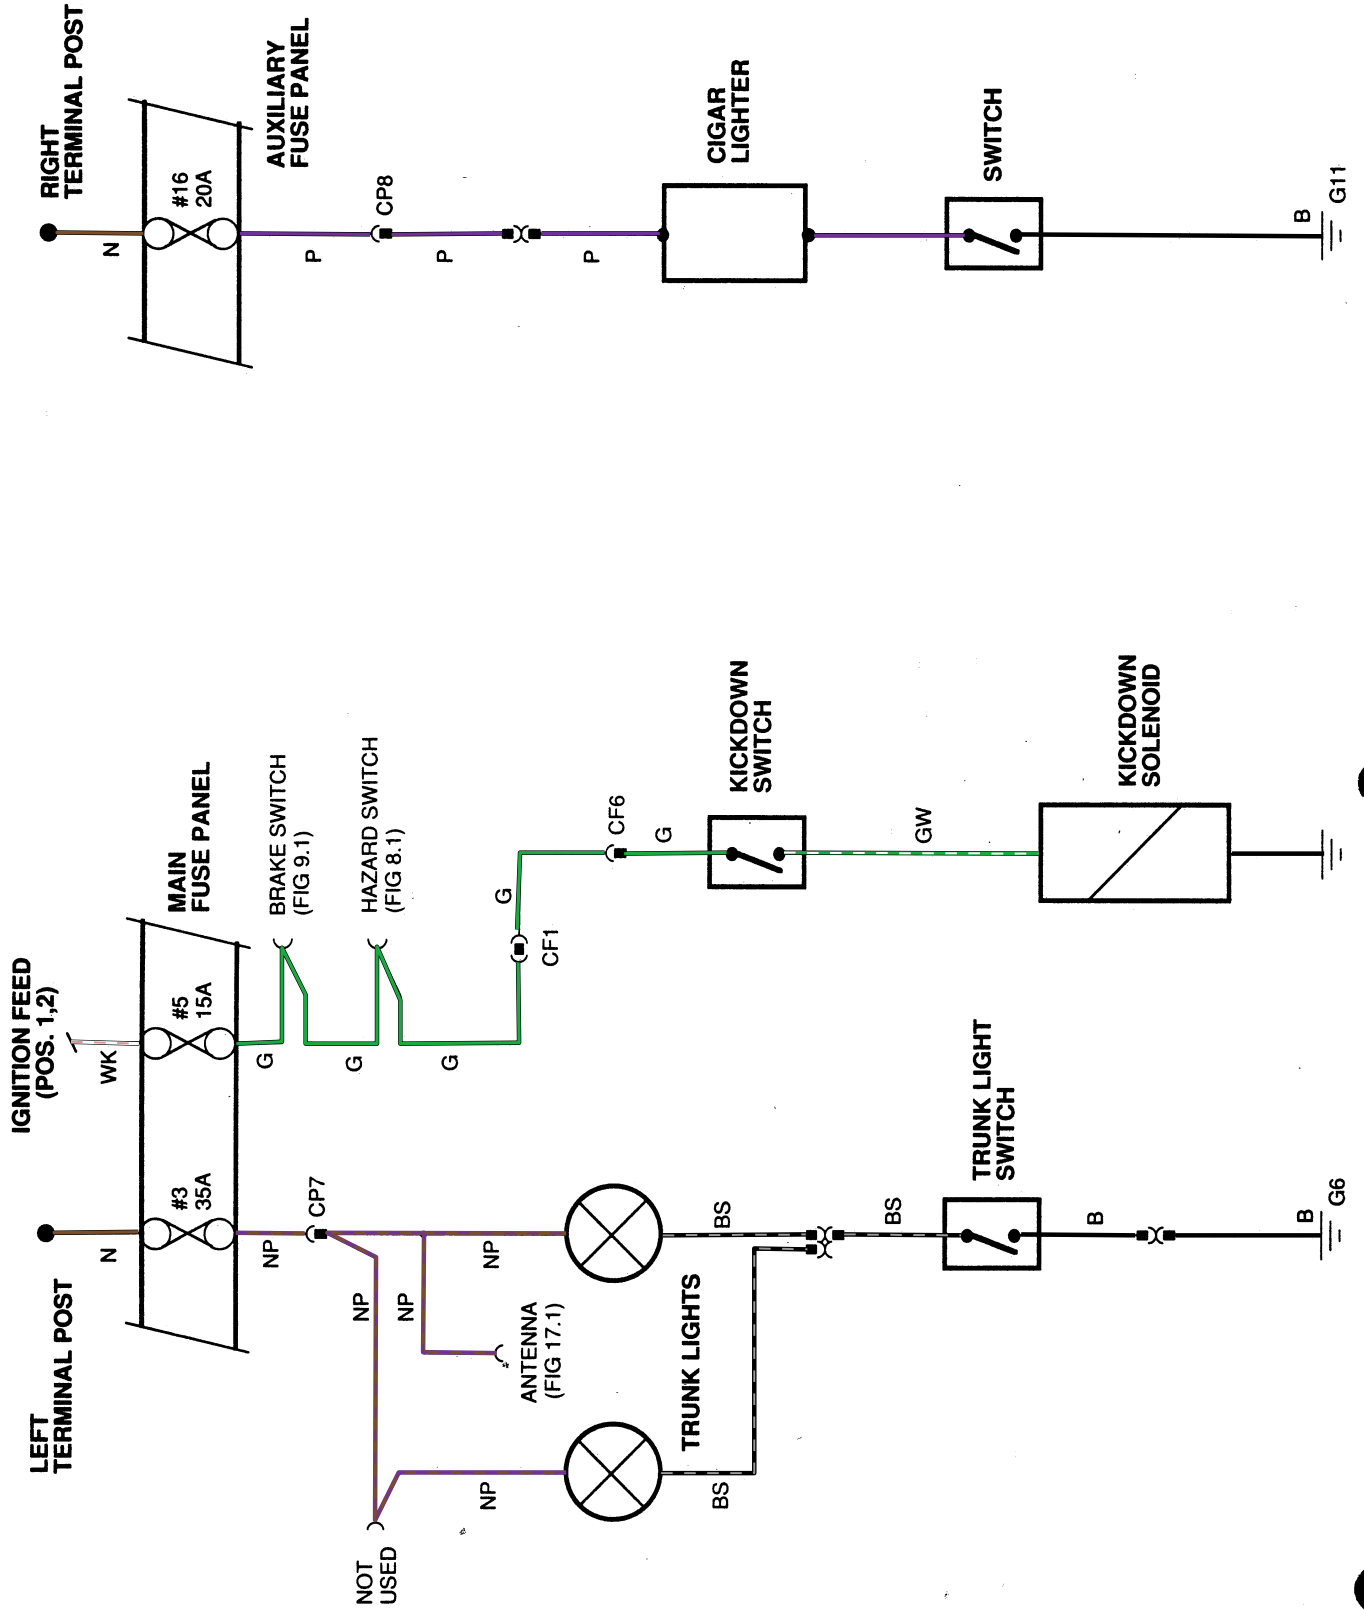 LEFT
TERMINAL POST
IGNITION FEED
(POS. 1,2)
RIGHT
TERMINAL POST
N
WK
N
#3
35A
#5
15A
MAIN
FUSE PANEL
#16
20A
AUXILIARY
FUSE PANEL
NP
CP7
G
BRAKE SWITCH
(FIG 9.1)
P
CP8
NOT
USED
NP
NP
G
HAZARD SWITCH
(FIG 8.1)
P
NP
NP
G
G
ANTENNA
(FIG 17.1)
CF1
CF6
G
P
TRUNK LIGHTS
BS
BS
KICKDOWN
SWITCH
CIGAR
LIGHTER
BS
GW
TRUNK LIGHT
SWITCH
SWITCH
B
KICKDOWN
SOLENOID
B
G6
B
G11